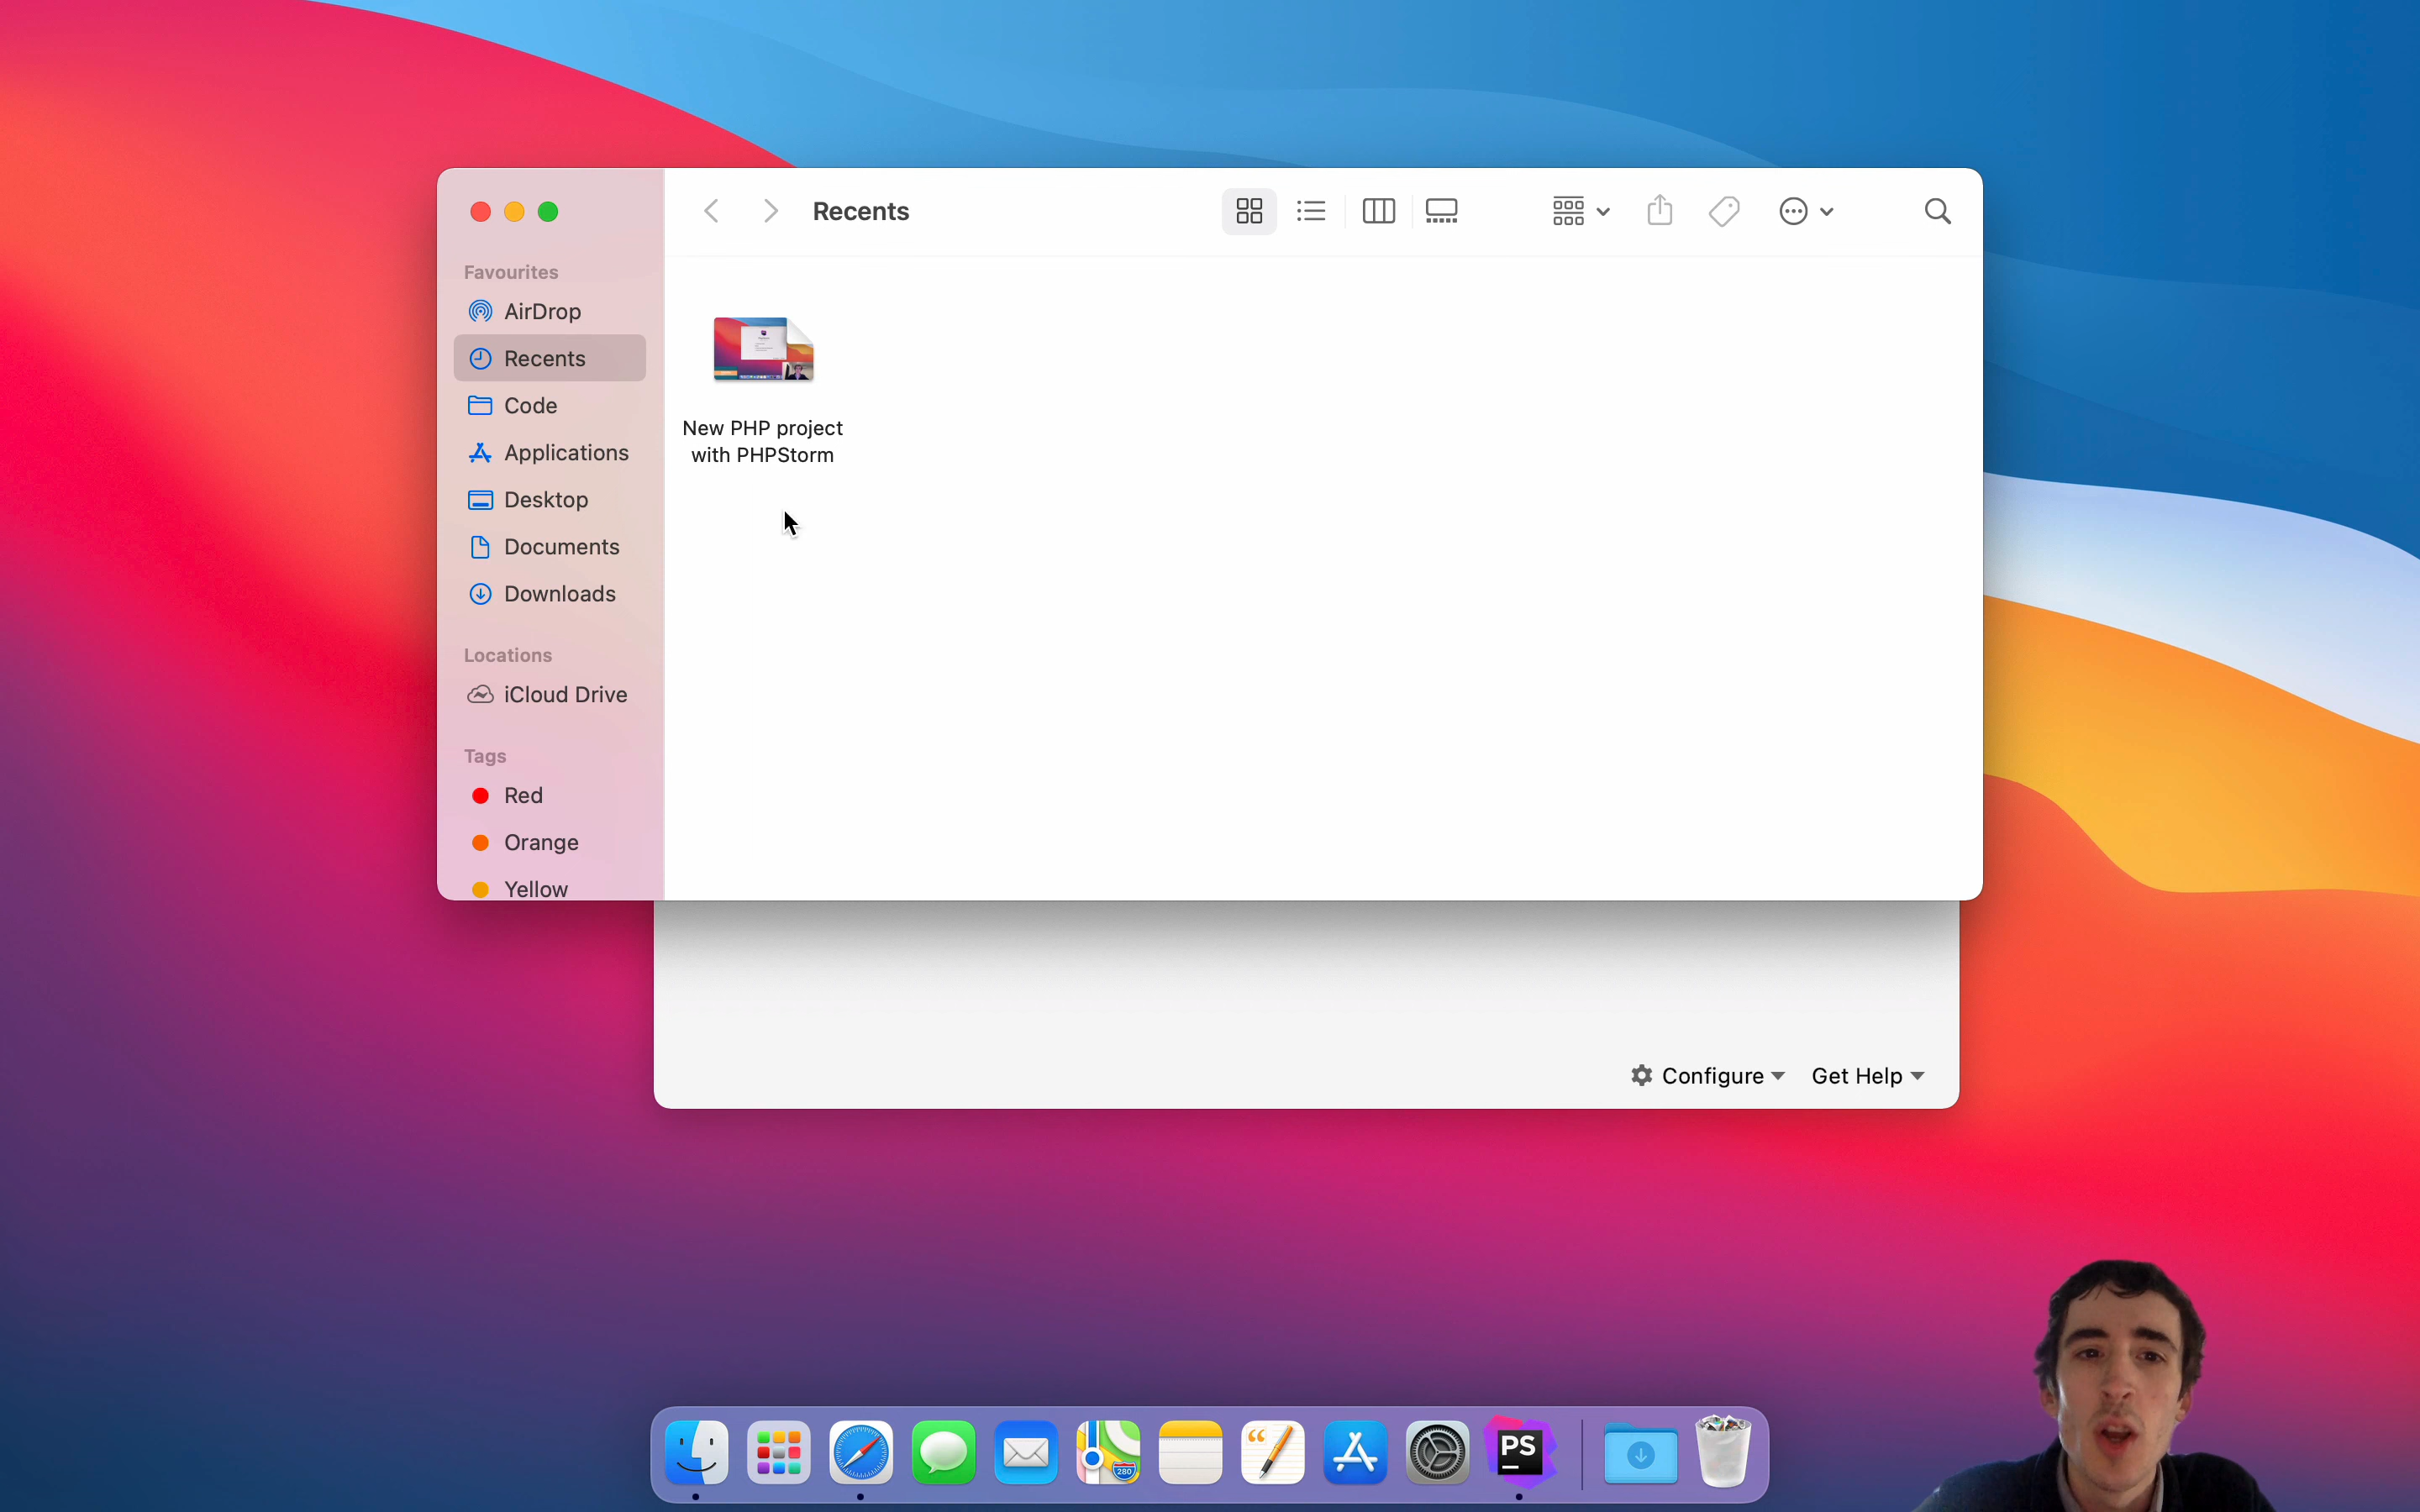 Recents
Favourites
AirDrop
Recents
Code
Applications
Desktop
Documents
Downloads
Locations
iCloud Drive
Tags
Red
Orange
Yellow
New PHP project
with PHPStorm
Configure
Get Help
280
PS